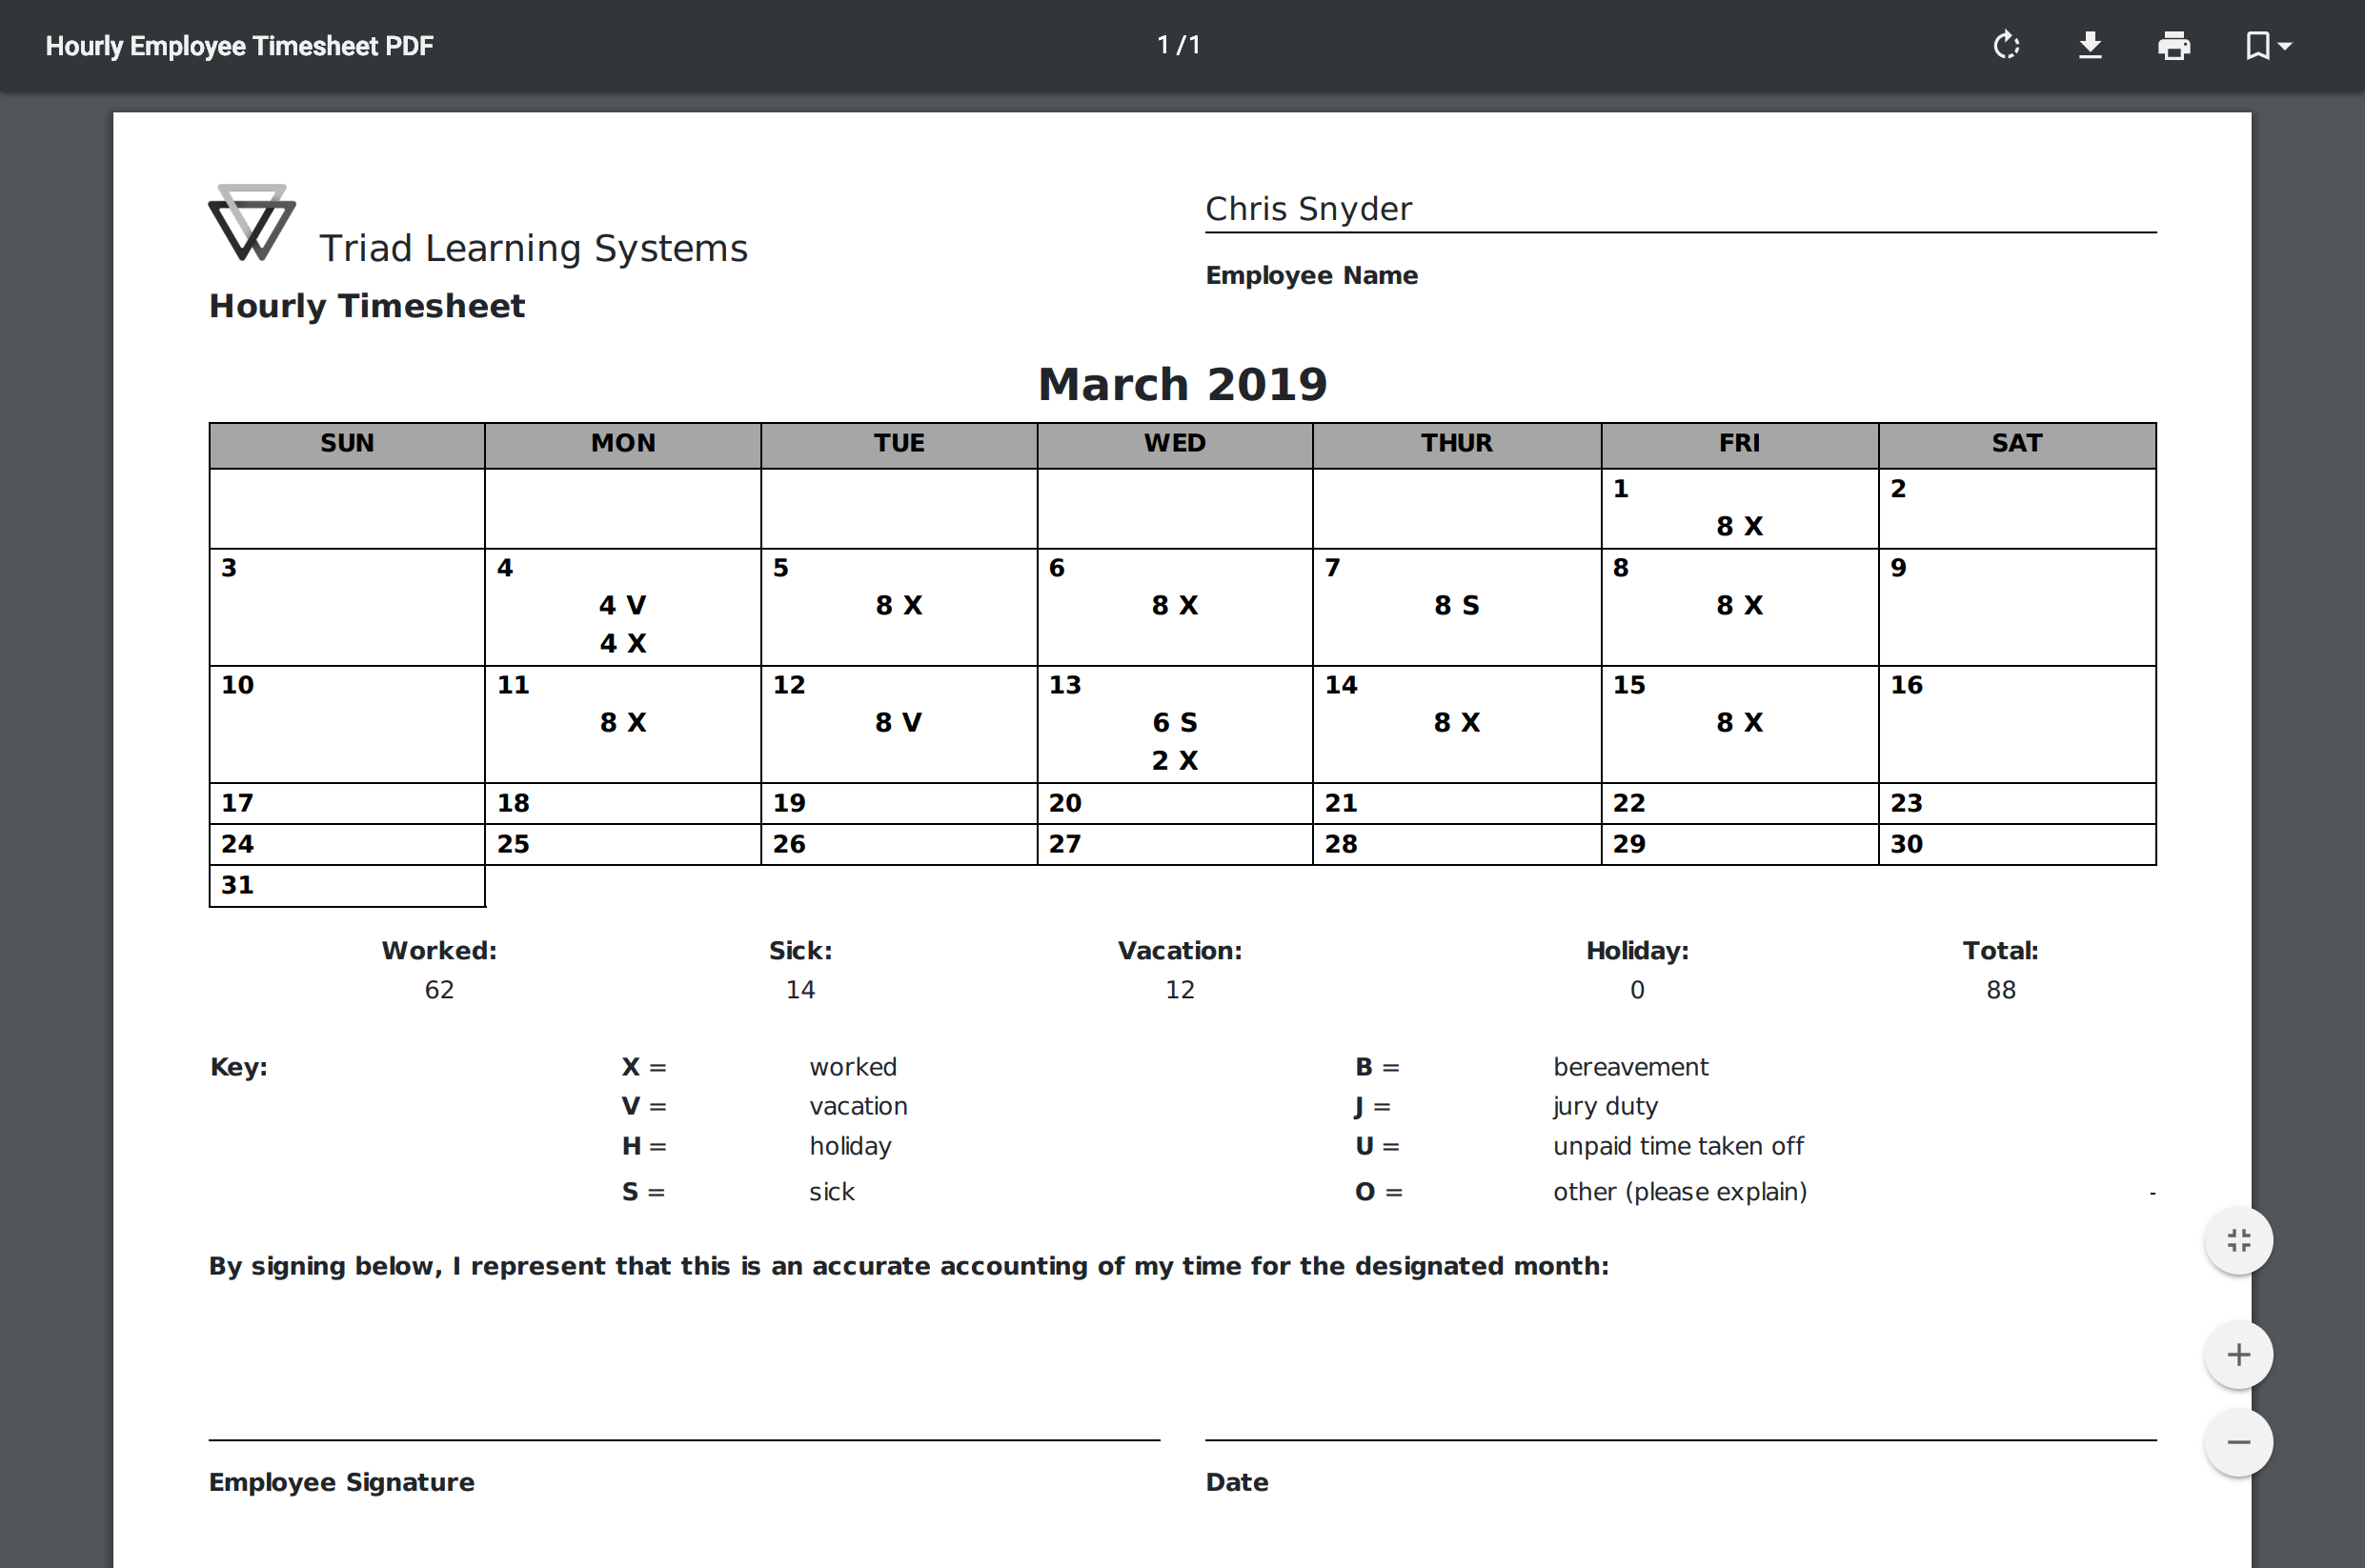 Hourly Employee Timesheet PDF
1 / 1
Triad Learning Systems
Hourly Timesheet
Chris Snyder
Employee Name
March 2019
SUN MON TUE WED THUR FRI SAT
1 2
8 X
3 4 5 6 7 8 9
4 V 8 X 8 X 8 S 8 X
4 X
10 11 12 13 14 15 16
8 X 8 V 6 S 8 X 8 X
2 X
17 18 19 20 21 22 23
24 25 26 27 28 29 30
31
Worked: Sick: Vacation: Holiday: Total:
62 14 12 0 88
Key: X = worked B = bereavement
V = vacation J = jury duty
H = holiday U = unpaid time taken off
S = sick O = other (please explain) -
By signing below, I represent that this is an accurate accounting of my time for the designated month:
Employee Signature Date